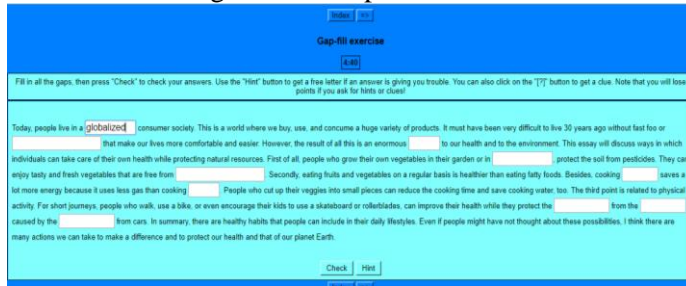 Index =>
Gap-fill exercise
4:40
Fill in all the gaps, then press "Check" to check your answers. Use the "Hint" button to get a free letter if an answer is giving you trouble. You can also click on the "[?]" button to get a clue. Note that you will lose
points if you ask for hints or clues!
Today, people live in a globalized consumer society. This is a world where we buy, use, and concume a huge variety of products. It must have been very difficult to live 30 years ago without fast foo or
that make our lives more comfortable and easier. However, the result of all this is an enormous to our health and to the environment. This essay will discuss ways in which
individuals can take care of their own health while protecting natural resources. First of all, people who grow their own vegetables in their garden or in , protect the soil from pesticides. They can
enjoy tasty and fresh vegetables that are free from . Secondly, eating fruits and vegetables on a regular basis is healthier than eating fatty foods. Besides, cooking saves a
lot more energy because it uses less gas than cooking . People who cut up their veggies into small pieces can reduce the cooking time and save cooking water, too. The third point is related to physical
activity. For short journeys, people who walk, use a bike, or even encourage their kids to use a skateboard or rollerblades, can improve their health while they protect the from the
caused by the from cars. In summary, there are healthy habits that people can include in their daily lifestyles. Even if people might have not thought about these possibilities, I think there are
many actions we can take to make a difference and to protect our health and that of our planet Earth.
Check Hint